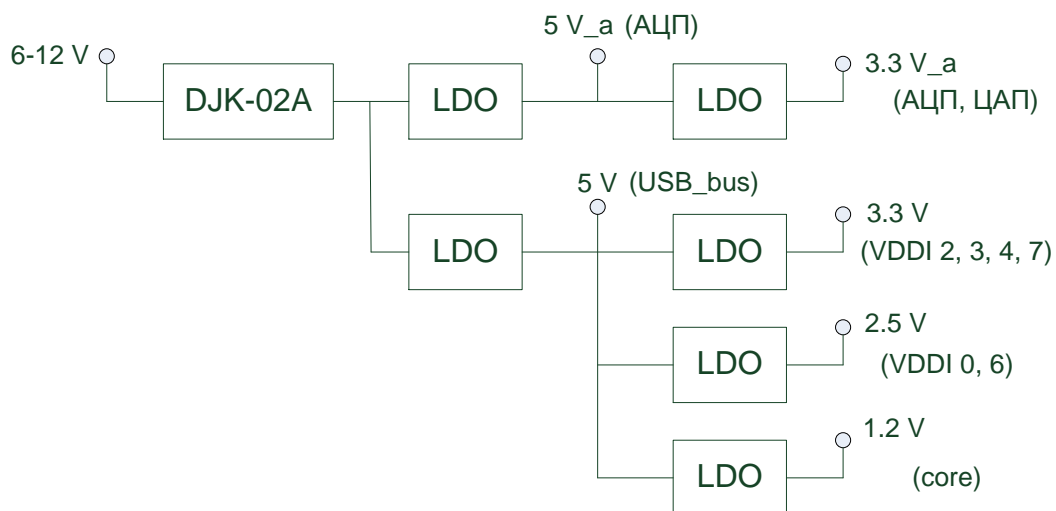 5 V_a (АЦП)
6-12 V
DJK-02A
LDO
LDO
3.3 V_a
(АЦП, ЦАП)
5 V (USB_bus)
LDO
LDO
3.3 V
(VDDI 2, 3, 4, 7)
LDO
2.5 V
(VDDI 0, 6)
LDO
1.2 V
(core)